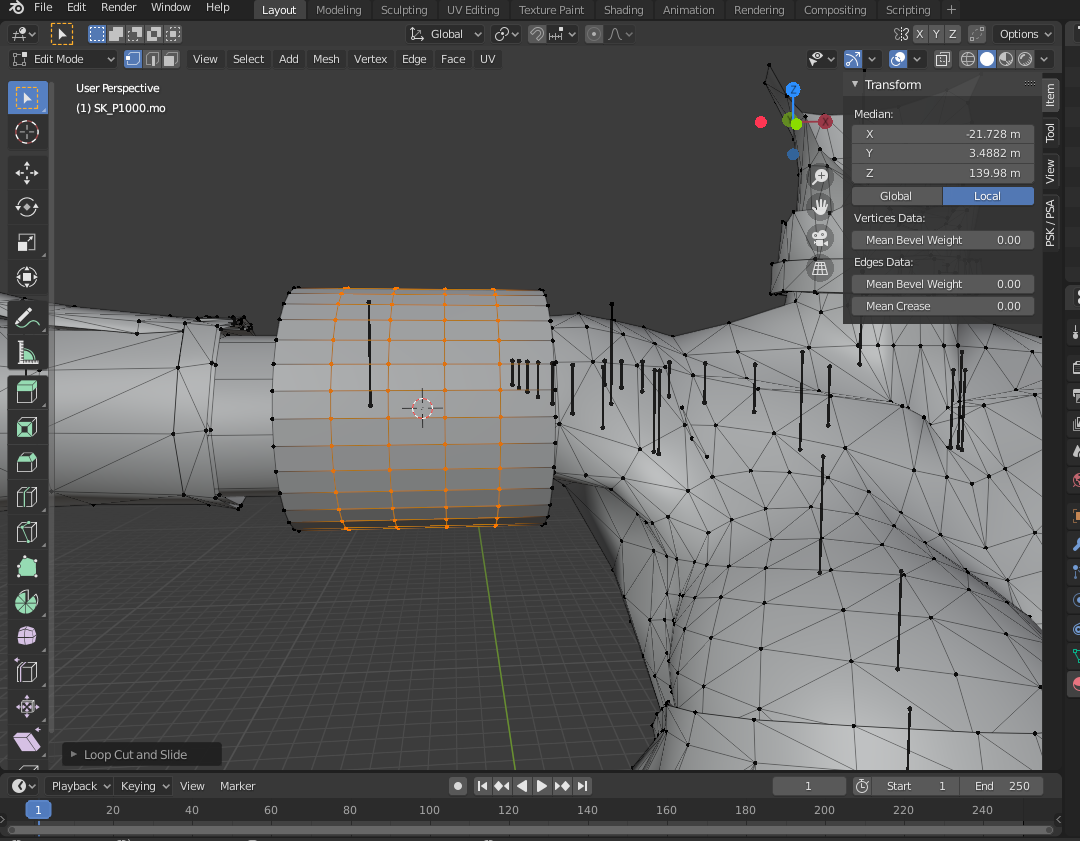 File Edit Render Window Help Layout Modeling Sculpting UV Editing Texture Paint Shading Animation Rendering Compositing Scripting +
Global X Y Z Options
Edit Mode View Select Add Mesh Vertex Edge Face UV
User Perspective
(1) SK_P1000.mo
Z
X
Transform
Median:
X -21.728 m
Y 3.4882 m
Z 139.98 m
Global Local
Vertices Data:
Mean Bevel Weight 0.00
Edges Data:
Mean Bevel Weight 0.00
Mean Crease 0.00
Item
Tool
View
PSK / PSA
Loop Cut and Slide
Playback Keying View Marker 1 Start 1 End 250
1 20 40 60 80 100 120 140 160 180 200 220 240